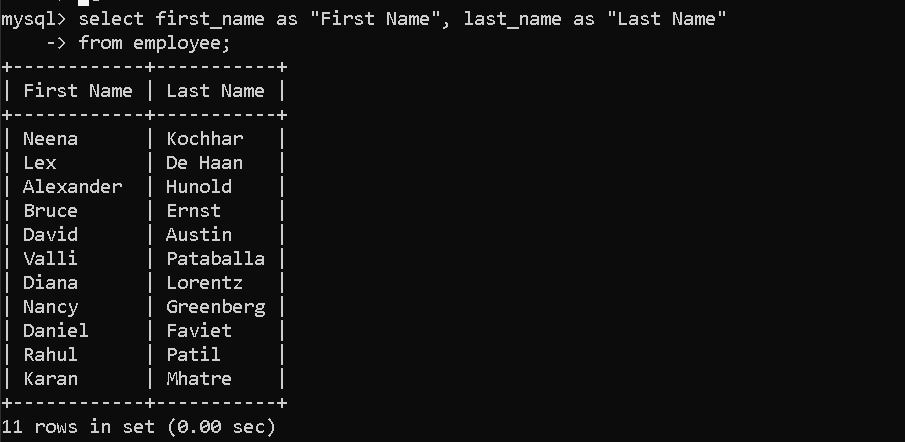 mysql> select first_name as "First Name", last_name as "Last Name"
    -> from employee;
+------------+-----------+
| First Name | Last Name |
+------------+-----------+
| Neena      | Kochhar   |
| Lex        | De Haan   |
| Alexander  | Hunold    |
| Bruce      | Ernst     |
| David      | Austin    |
| Valli      | Pataballa |
| Diana      | Lorentz   |
| Nancy      | Greenberg |
| Daniel     | Faviet    |
| Rahul      | Patil     |
| Karan      | Mhatre    |
+------------+-----------+
11 rows in set (0.00 sec)